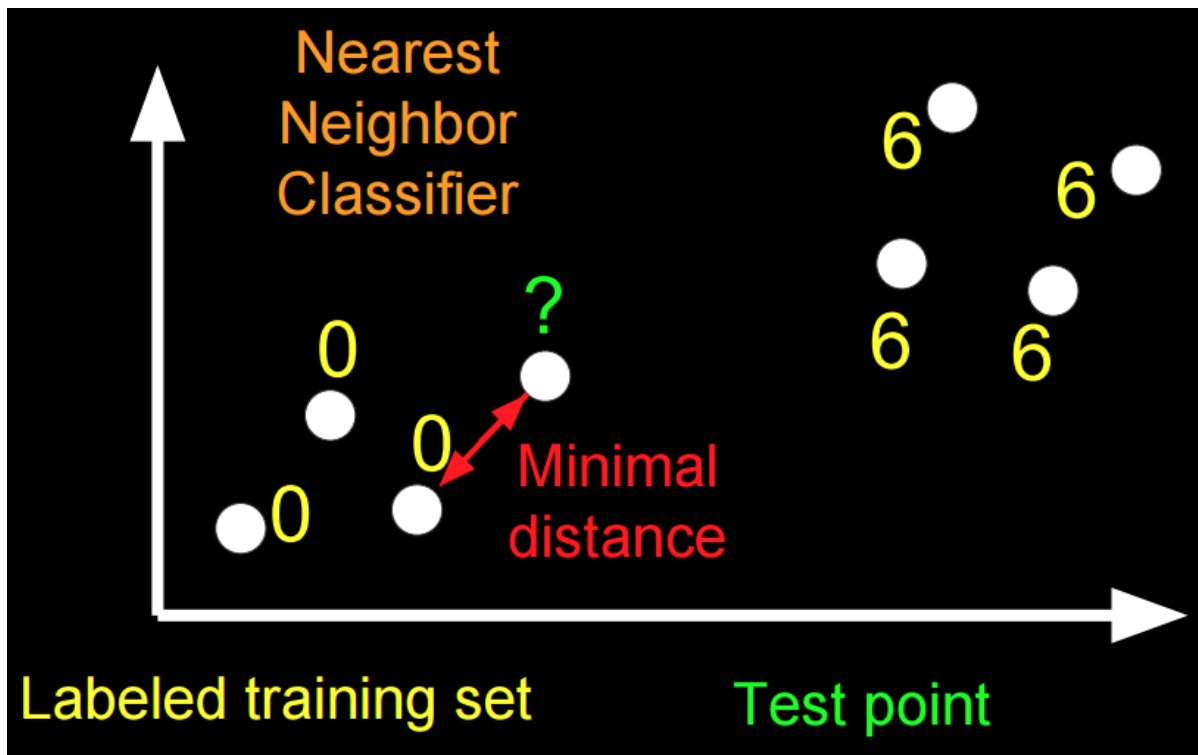 Nearest
Neighbor
Classifier
6
6
?
6
6
0
0
0
Minimal
distance
Labeled training set
Test point